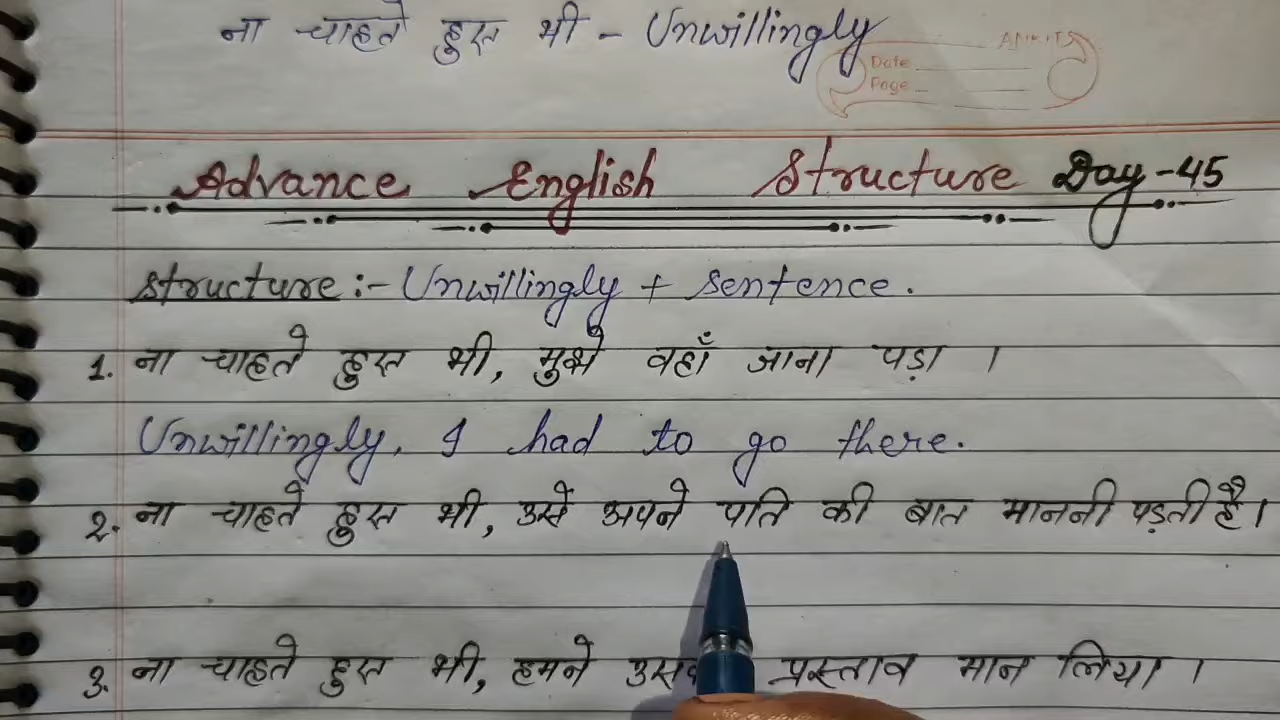 ना चाहते हुए भी - Unwillingly
ANKIT
Date
Page
Advance English Structure Day -45
Structure :- Unwillingly + Sentence.
1. ना चाहते हुए भी, मुझे वहाँ जाना पड़ा ।
Unwillingly, I had to go there.
2. ना चाहते हुए भी, उसे अपने पति की बात माननी पड़ती है।
3. ना चाहते हुए भी, हमने प्रस्ताव मान लिया ।